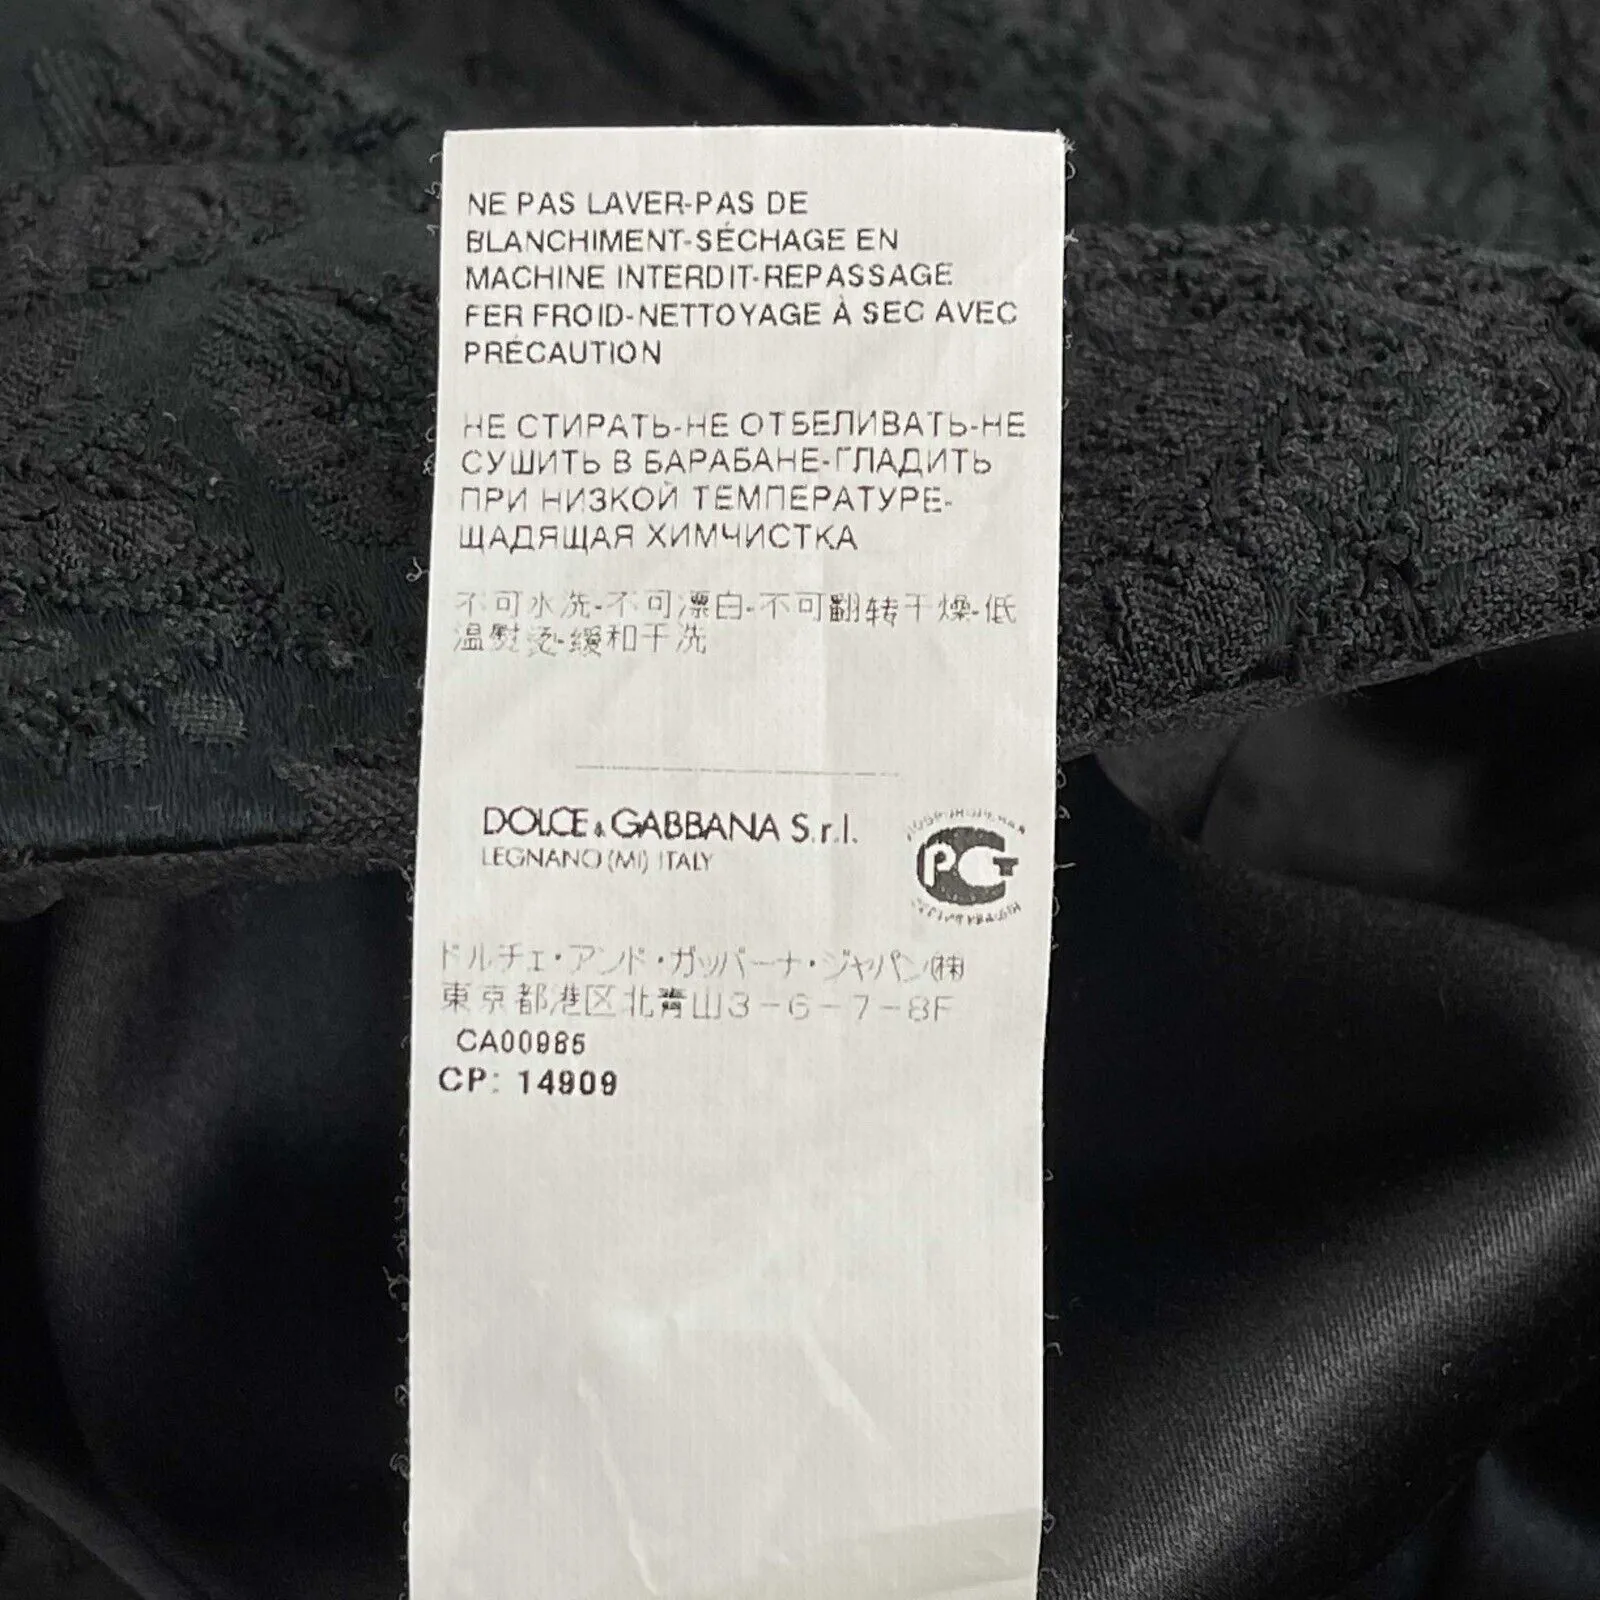 NE PAS LAVER-PAS DE
BLANCHIMENT-SÉCHAGE EN
MACHINE INTERDIT-REPASSAGE
FER FROID-NETTOYAGE À SEC AVEC
PRÉCAUTION
НЕ СТИРАТЬ-НЕ ОТБЕЛИВАТЬ-НЕ
СУШИТЬ В БАРАБАНЕ-ГЛАДИТЬ
ПРИ НИЗКОЙ ТЕМПЕРАТУРЕ-
ЩАДЯЩАЯ ХИМЧИСТКА
不可水洗-不可漂白-不可翻转干燥-低
温熨烫-缓和干洗
DOLCE & GABBANA S.r.l.
LEGNANO (MI) ITALY
РСТ
ドルチェ・アンド・ガッバーナ・ジャパン(株)
東京都港区北青山3-6-7-8F
CA00985
CP: 14909